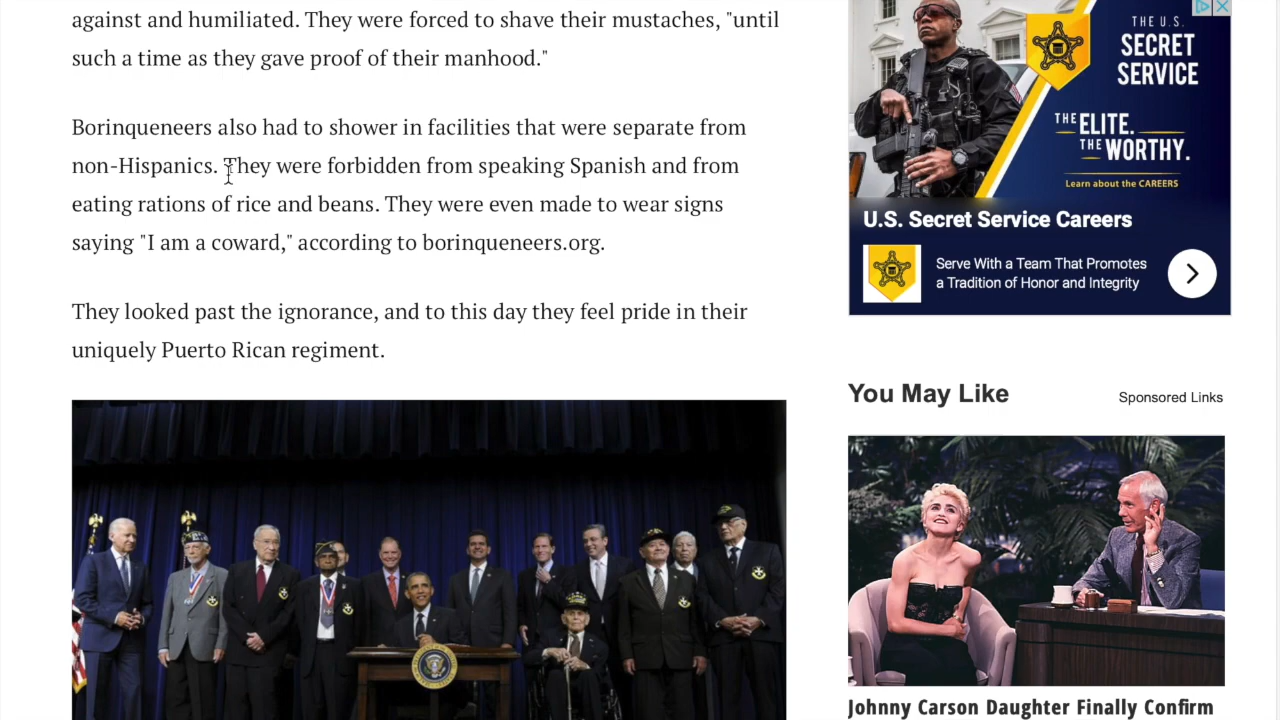 against and humiliated. They were forced to shave their mustaches, "until
such a time as they gave proof of their manhood."
Borinqueneers also had to shower in facilities that were separate from
non-Hispanics. They were forbidden from speaking Spanish and from
eating rations of rice and beans. They were even made to wear signs
saying "I am a coward," according to borinqueneers.org.
They looked past the ignorance, and to this day they feel pride in their
uniquely Puerto Rican regiment.
THE U.S.
SECRET
SERVICE
THE ELITE.
THE WORTHY.
Learn about the CAREERS
U.S. Secret Service Careers
Serve With a Team That Promotes
a Tradition of Honor and Integrity
You May Like
Sponsored Links
Johnny Carson Daughter Finally Confirm